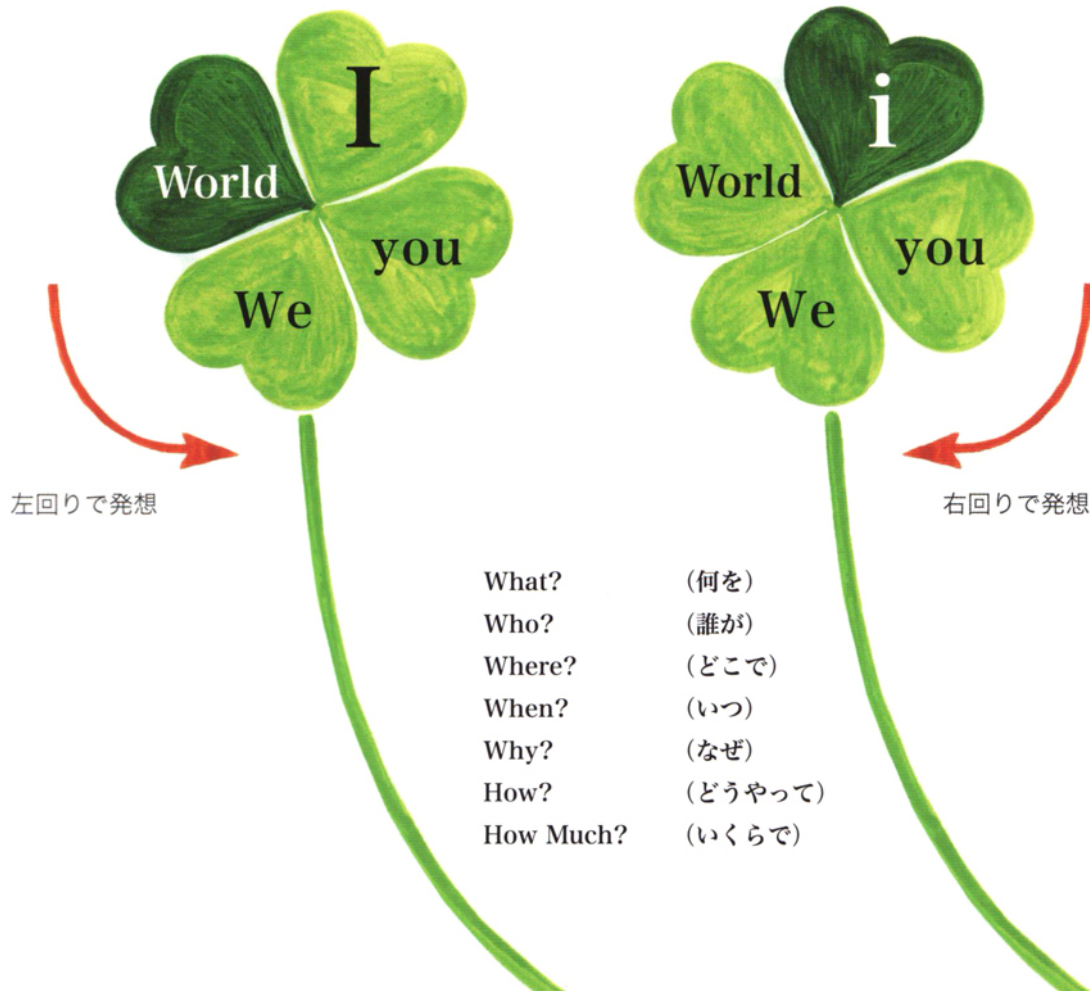 I
World
you
We
左回りで発想
i
World
you
We
右回りで発想
What? (何を)
Who? (誰が)
Where? (どこで)
When? (いつ)
Why? (なぜ)
How? (どうやって)
How Much? (いくらで)